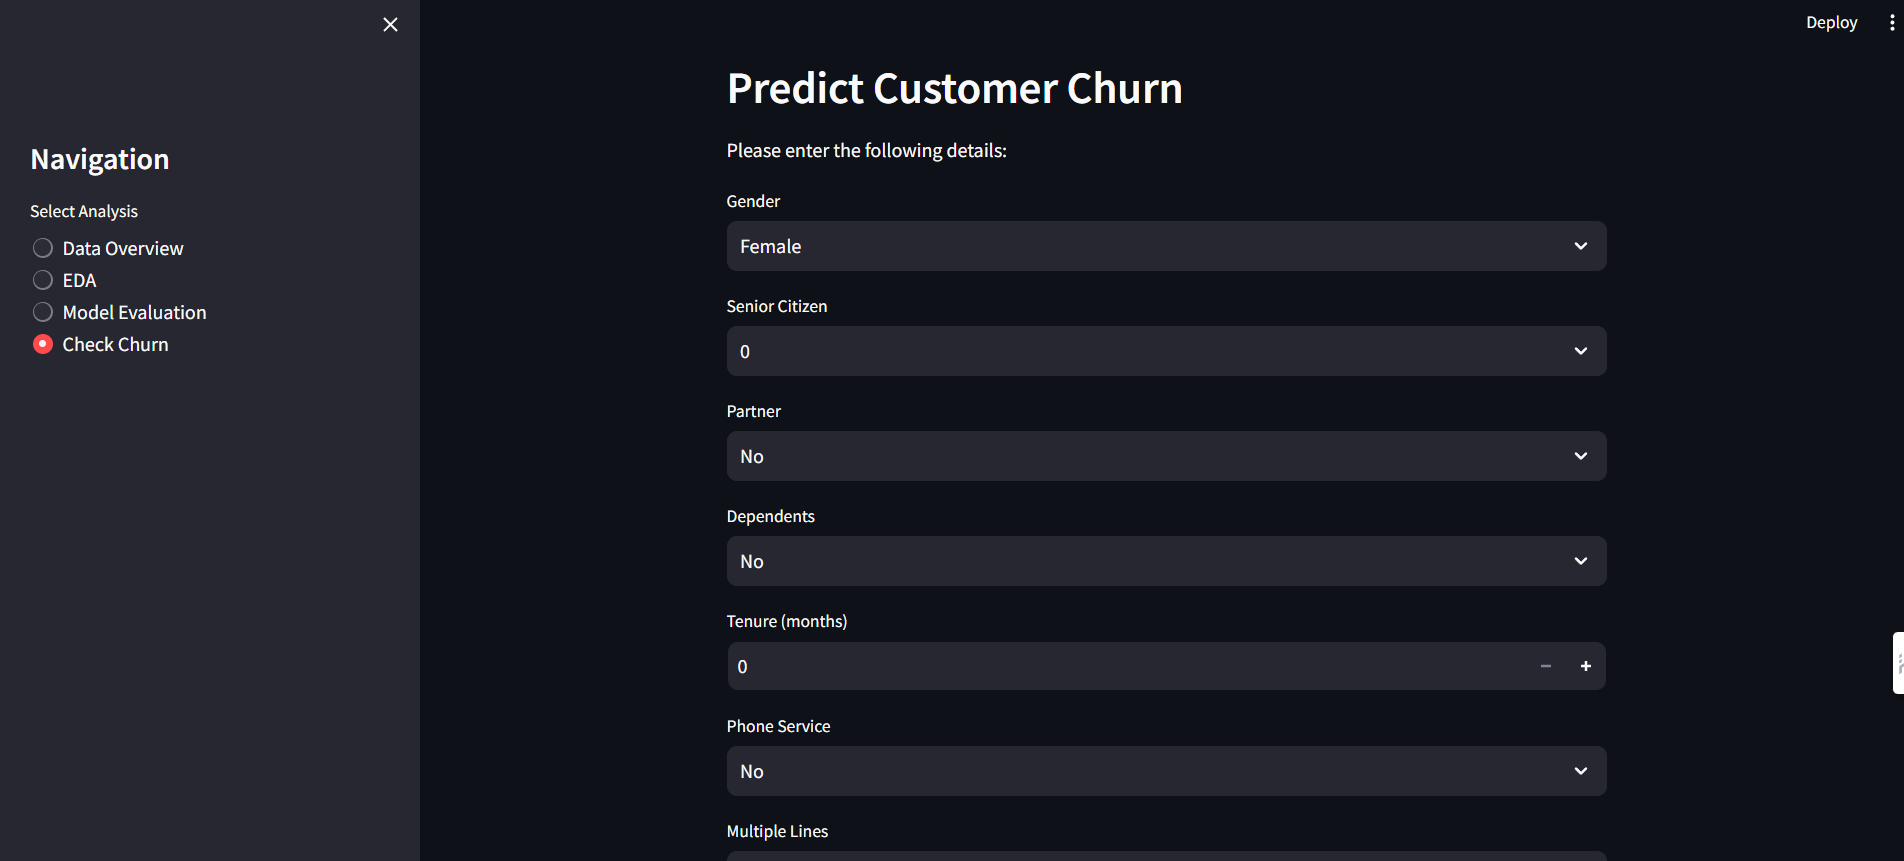 Deploy
Navigation
Select Analysis
Data Overview
EDA
Model Evaluation
Check Churn
Predict Customer Churn
Please enter the following details:
Gender
Female
Senior Citizen
0
Partner
No
Dependents
No
Tenure (months)
0
Phone Service
No
Multiple Lines